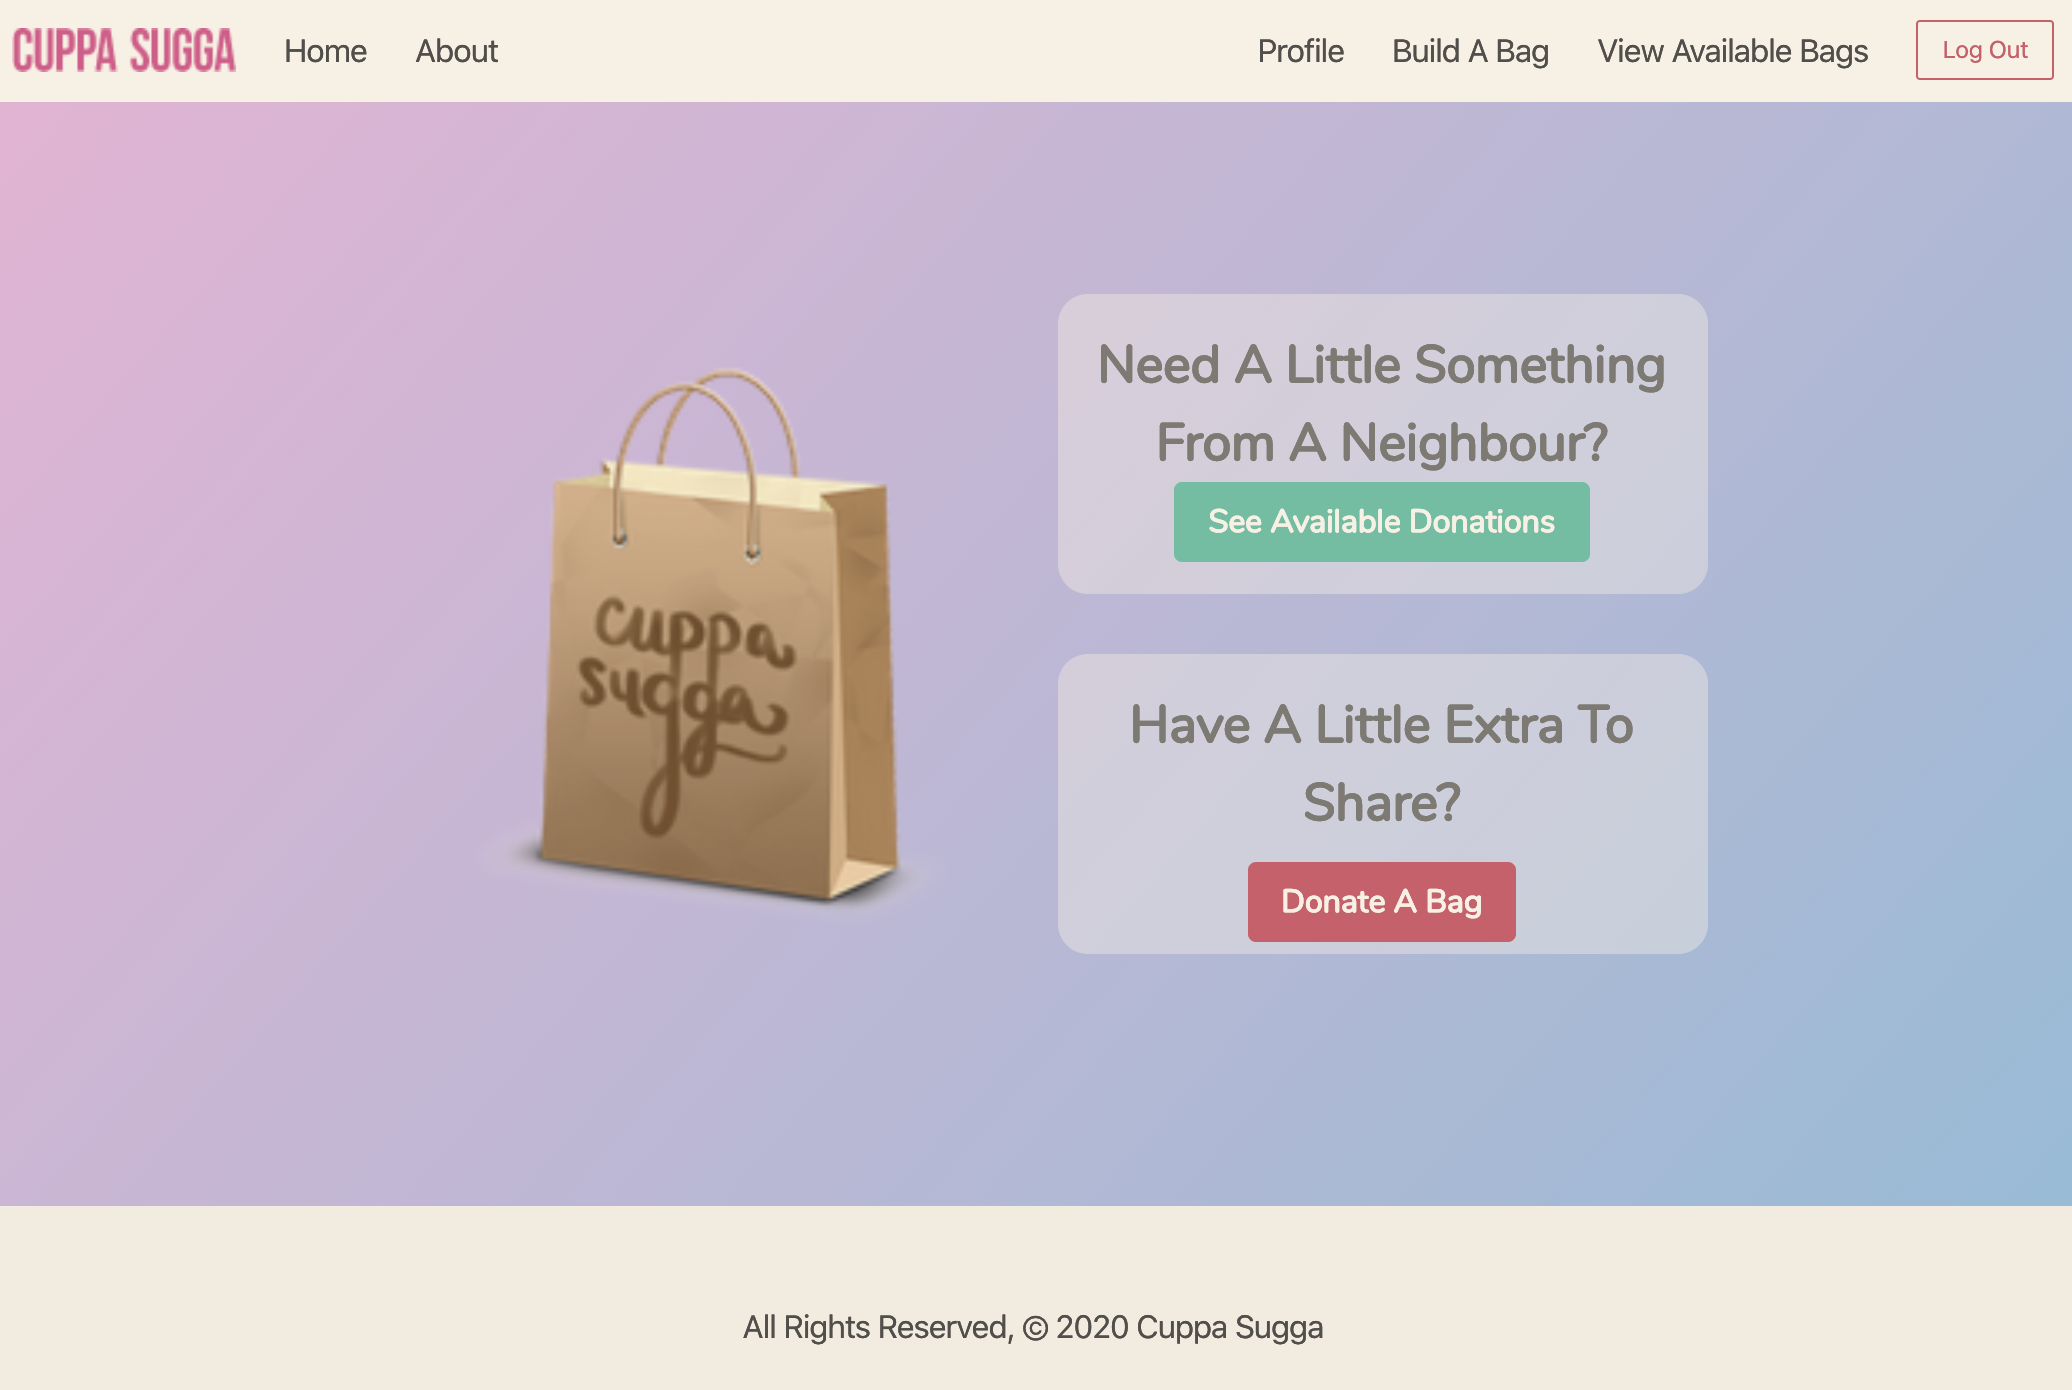 CUPPA SUGGA
Home
About
Profile
Build A Bag
View Available Bags
Log Out
cuppa
sugga
Need A Little Something
From A Neighbour?
See Available Donations
Have A Little Extra To
Share?
Donate A Bag
All Rights Reserved, © 2020 Cuppa Sugga